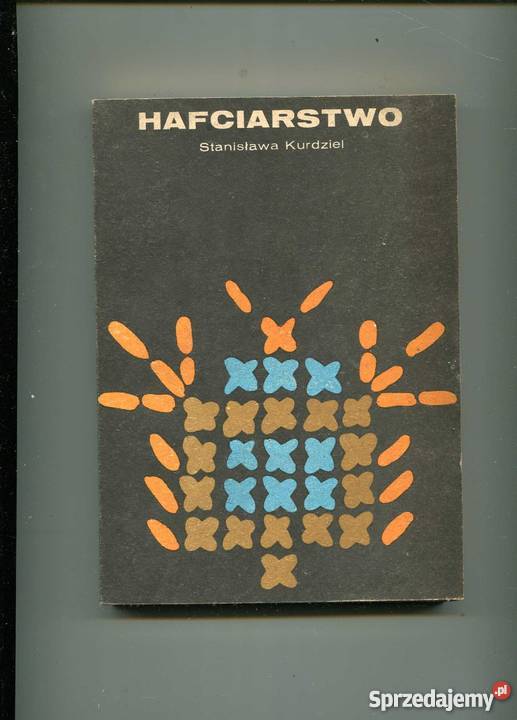 HAFCIARSTWO
Stanisława Kurdziel
Sprzedajemy.pl